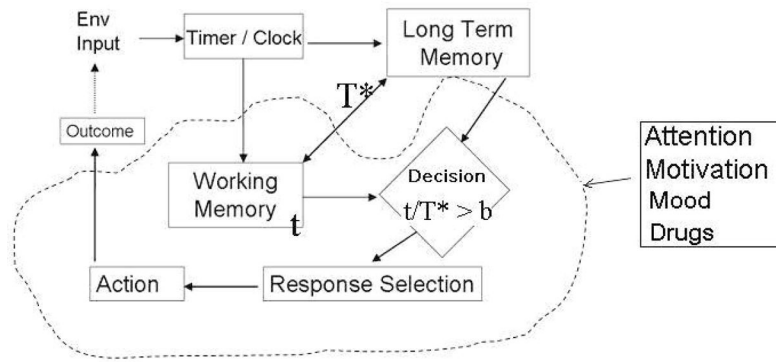 Env
Input
Timer / Clock
Long Term
Memory
T*
Outcome
Working
Memory
t
Decision
t/T* > b
Attention
Motivation
Mood
Drugs
Action
Response Selection